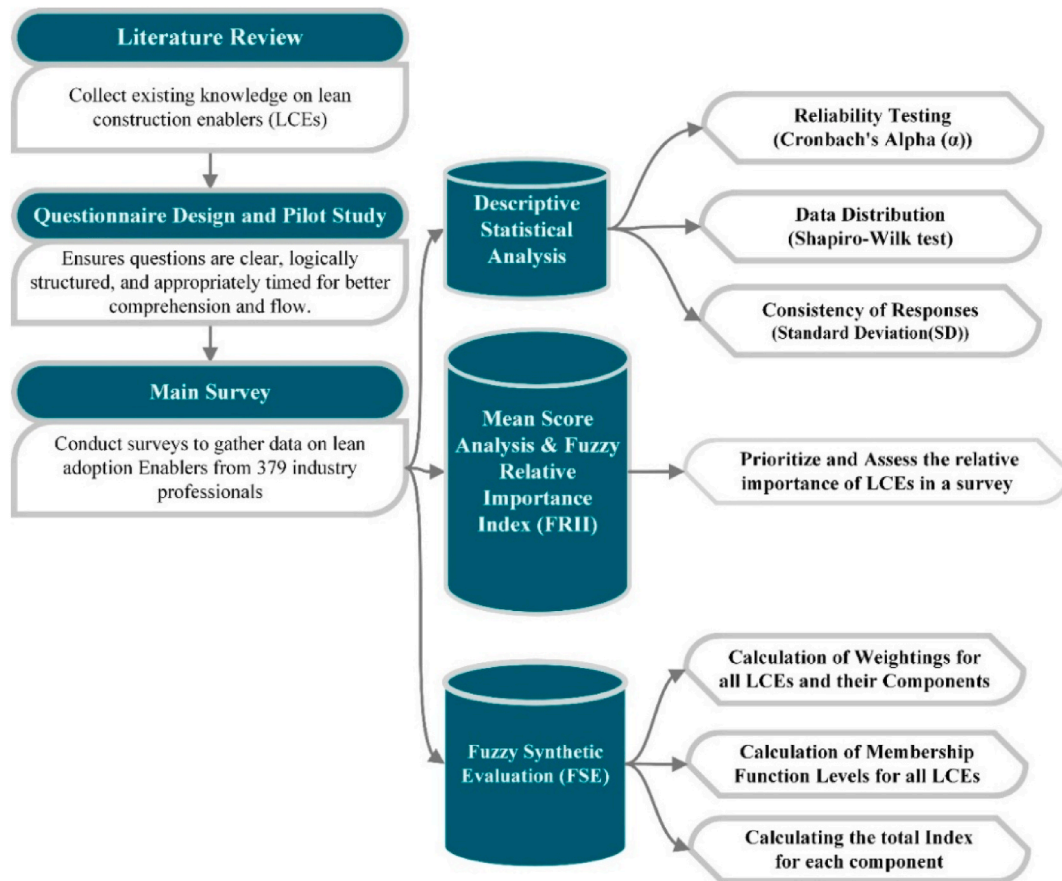 Literature Review
Collect existing knowledge on lean
construction enablers (LCEs)
Questionnaire Design and Pilot Study
Ensures questions are clear, logically
structured, and appropriately timed for better
comprehension and flow.
Main Survey
Conduct surveys to gather data on lean
adoption Enablers from 379 industry
professionals
Descriptive
Statistical
Analysis
Reliability Testing
(Cronbach's Alpha (α))
Data Distribution
(Shapiro-Wilk test)
Consistency of Responses
(Standard Deviation(SD))
Mean Score
Analysis & Fuzzy
Relative
Importance
Index (FRII)
Prioritize and Assess the relative
importance of LCEs in a survey
Fuzzy Synthetic
Evaluation (FSE)
Calculation of Weightings for
all LCEs and their Components
Calculation of Membership
Function Levels for all LCEs
Calculating the total Index
for each component